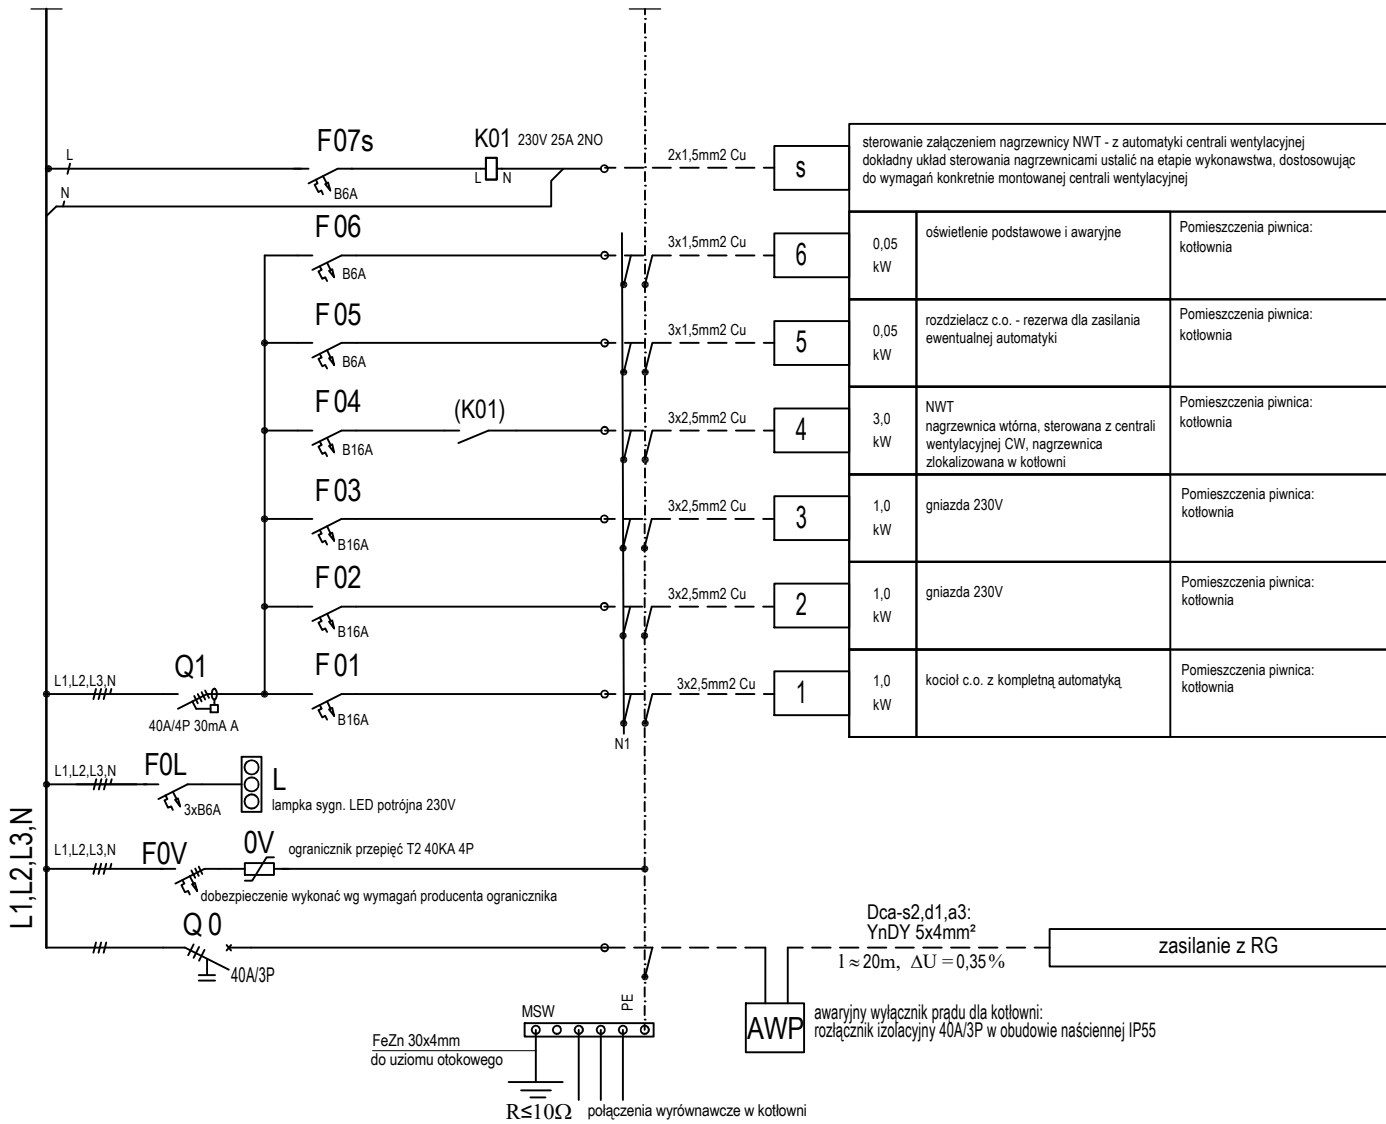 F07s
K01 230V 25A 2NO
L
N
B6A
L N
2x1,5mm2 Cu
s
sterowanie załączeniem nagrzewnicy NWT - z automatyki centrali wentylacyjnej
dokładny układ sterowania nagrzewnicami ustalić na etapie wykonawstwa, dostosowując
do wymagań konkretnie montowanej centrali wentylacyjnej
F06
B6A
3x1,5mm2 Cu
6
0,05
kW
oświetlenie podstawowe i awaryjne
Pomieszczenia piwnica:
kotłownia
F05
B6A
3x1,5mm2 Cu
5
0,05
kW
rozdzielacz c.o. - rezerwa dla zasilania
ewentualnej automatyki
Pomieszczenia piwnica:
kotłownia
F04
B16A
(K01)
3x2,5mm2 Cu
4
3,0
kW
NWT
nagrzewnica wtórna, sterowana z centrali
wentylacyjnej CW, nagrzewnica
zlokalizowana w kotłowni
Pomieszczenia piwnica:
kotłownia
F03
B16A
3x2,5mm2 Cu
3
1,0
kW
gniazda 230V
Pomieszczenia piwnica:
kotłownia
F02
B16A
3x2,5mm2 Cu
2
1,0
kW
gniazda 230V
Pomieszczenia piwnica:
kotłownia
L1,L2,L3,N
Q1
40A/4P 30mA A
F01
B16A
N1
3x2,5mm2 Cu
1
1,0
kW
kocioł c.o. z kompletną automatyką
Pomieszczenia piwnica:
kotłownia
L1,L2,L3,N
F0L
3xB6A
L
lampka sygn. LED potrójna 230V
L1,L2,L3,N
L1,L2,L3,N
F0V
0V
ogranicznik przepięć T2 40KA 4P
dobezpieczenie wykonać wg wymagań producenta ogranicznika
Q0
40A/3P
Dca-s2,d1,a3:
YnDY 5x4mm²
l ≈ 20m, ΔU = 0,35%
zasilanie z RG
AWP
awaryjny wyłącznik prądu dla kotłowni:
rozłącznik izolacyjny 40A/3P w obudowie naściennej IP55
MSW
PE
FeZn 30x4mm
do uziomu otokowego
R≤10Ω
połączenia wyrównawcze w kotłowni